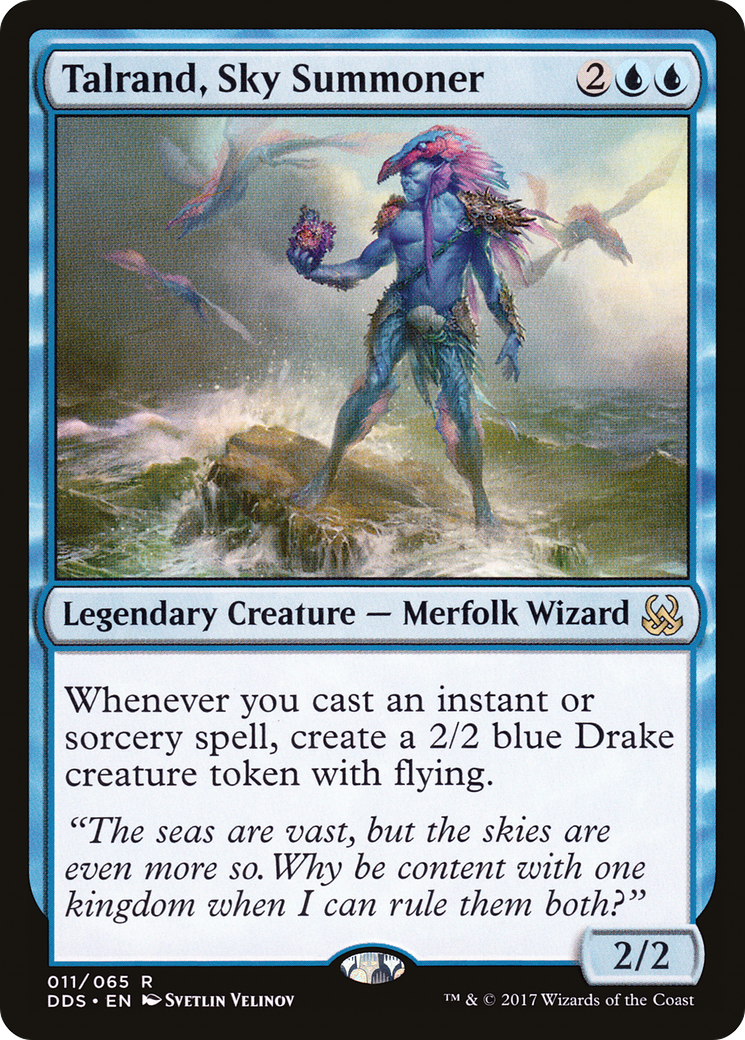 Talrand, Sky Summoner 2
Legendary Creature — Merfolk Wizard
Whenever you cast an instant or
sorcery spell, create a 2/2 blue Drake
creature token with flying.
“The seas are vast, but the skies are
even more so. Why be content with one
kingdom when I can rule them both?”
2/2
011/065 R
DDS • EN Svetlin Velinov
™ & © 2017 Wizards of the Coast